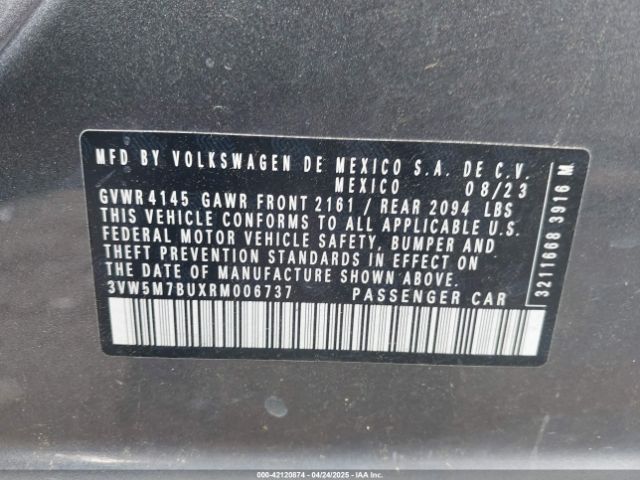 MFD BY VOLKSWAGEN DE MEXICO S.A. DE C.V.
MEXICO 08/23
GVWR 4145 GAWR FRONT 2161 / REAR 2094 LBS
THIS VEHICLE CONFORMS TO ALL APPLICABLE U.S.
FEDERAL MOTOR VEHICLE SAFETY, BUMPER AND
THEFT PREVENTION STANDARDS IN EFFECT ON
THE DATE OF MANUFACTURE SHOWN ABOVE.
3VW5M7BUXRM006737 PASSENGER CAR
3211668 3916 M
000-42120874 04/24/2025 - IAA Inc.